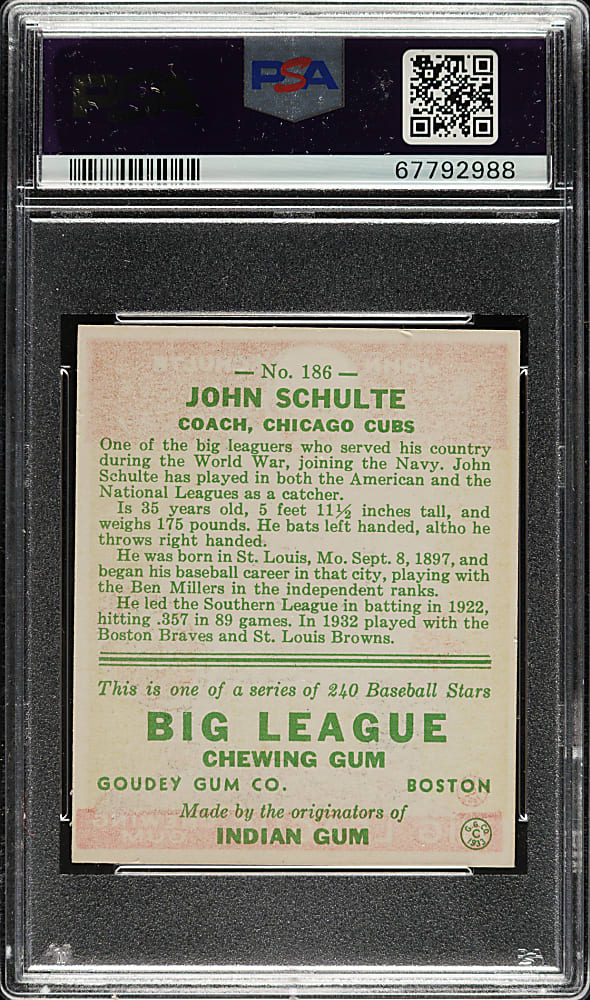 PSA
67792988
— No. 186 —
JOHN SCHULTE
COACH, CHICAGO CUBS
One of the big leaguers who served his country
during the World War, joining the Navy. John
Schulte has played in both the American and the
National Leagues as a catcher.
Is 35 years old, 5 feet 11½ inches tall, and
weighs 175 pounds. He bats left handed, altho he
throws right handed.
He was born in St. Louis, Mo. Sept. 8, 1897, and
began his baseball career in that city, playing with
the Ben Millers in the independent ranks.
He led the Southern League in batting in 1922,
hitting .357 in 89 games. In 1932 played with the
Boston Braves and St. Louis Browns.
This is one of a series of 240 Baseball Stars
BIG LEAGUE
CHEWING GUM
GOUDEY GUM CO. BOSTON
Made by the originators of
INDIAN GUM
G.G.CO.
C
1933